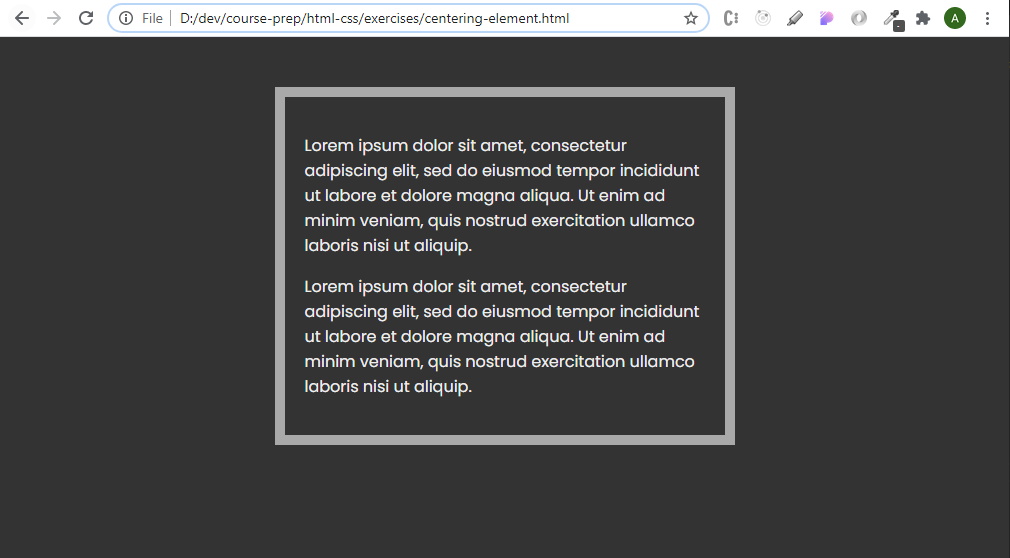 File
D:/dev/course-prep/html-css/exercises/centering-element.html
A
Lorem ipsum dolor sit amet, consectetur
adipiscing elit, sed do eiusmod tempor incididunt
ut labore et dolore magna aliqua. Ut enim ad
minim veniam, quis nostrud exercitation ullamco
laboris nisi ut aliquip.
Lorem ipsum dolor sit amet, consectetur
adipiscing elit, sed do eiusmod tempor incididunt
ut labore et dolore magna aliqua. Ut enim ad
minim veniam, quis nostrud exercitation ullamco
laboris nisi ut aliquip.